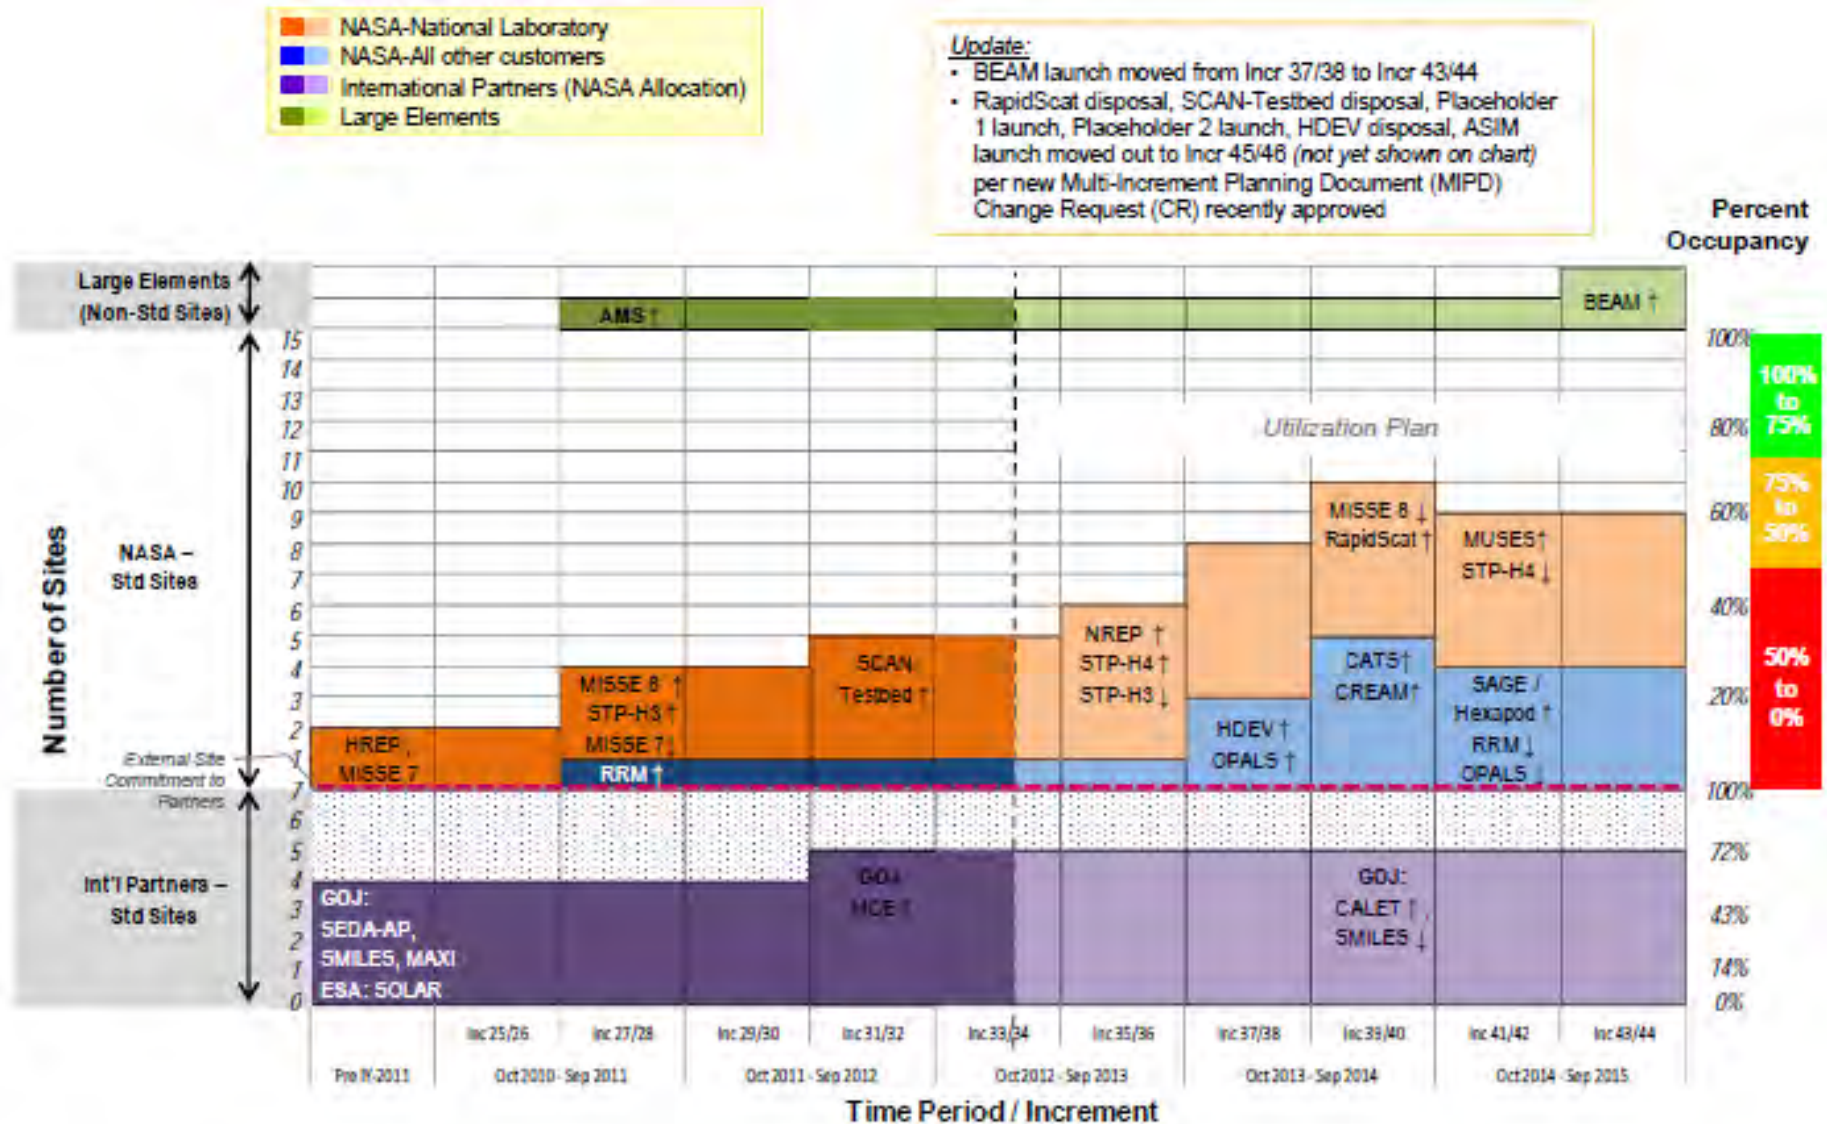 NASA-National Laboratory
NASA-All other customers
International Partners (NASA Allocation)
Large Elements
Update:
• BEAM launch moved from Incr 37/38 to Incr 43/44
• RapidScat disposal, SCAN-Testbed disposal, Placeholder
1 launch, Placeholder 2 launch, HDEV disposal, ASIM
launch moved out to Incr 45/46 (not yet shown on chart)
per new Multi-Increment Planning Document (MIPD)
Change Request (CR) recently approved
Percent
Occupancy
Large Elements
(Non-Std Sites)
AMS ↑
BEAM ↑
Number of Sites
NASA –
Std Sites
External Site
Commitment to
Partners
Int'l Partners –
Std Sites
15
14
13
12
11
10
9
8
7
6
5
4
3
2
1
7
6
5
4
3
2
1
0
Utilization Plan
HREP,
MISSE 7
MISSE 8 ↑
STP-H3 ↑
MISSE 7 ↓
RRM ↑
SCAN
Testbed ↑
NREP ↑
STP-H4 ↑
STP-H3 ↓
HDEV ↑
OPALS ↑
MISSE 8 ↓
RapidScat ↑
CATS ↑
CREAM ↑
MUSES ↑
STP-H4 ↓
SAGE /
Hexapod ↑
RRM ↓
OPALS ↓
GOJ:
SEDA-AP,
SMILES, MAXI
ESA: SOLAR
GOJ:
MCE ↑
GOJ:
CALET ↑,
SMILES ↓
100%
80%
60%
40%
20%
100%
72%
43%
14%
0%
100%
to
75%
75%
to
50%
50%
to
0%
Inc 25/26
Inc 27/28
Inc 29/30
Inc 31/32
Inc 33/34
Inc 35/36
Inc 37/38
Inc 39/40
Inc 41/42
Inc 43/44
Pre FY-2011
Oct 2010 - Sep 2011
Oct 2011 - Sep 2012
Oct 2012 - Sep 2013
Oct 2013 - Sep 2014
Oct 2014 - Sep 2015
Time Period / Increment